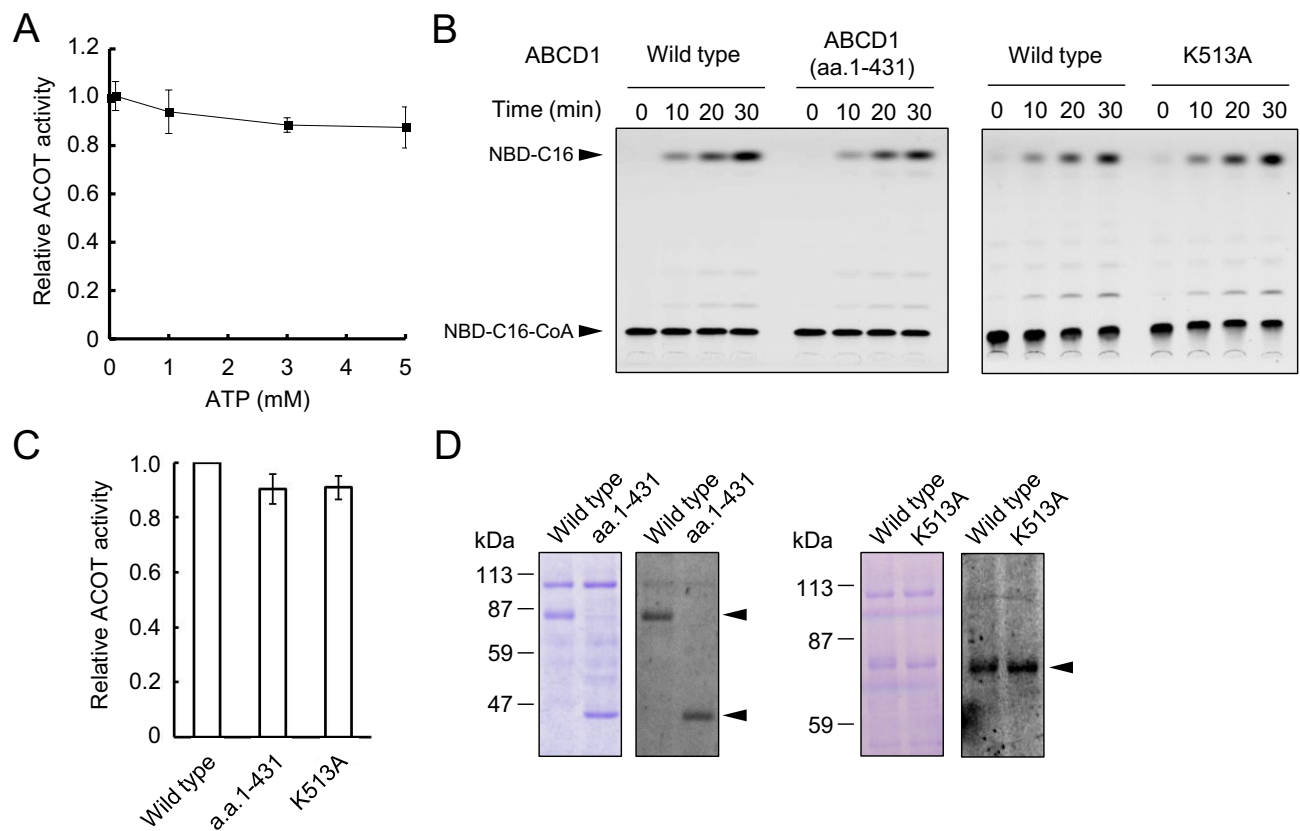 A
1.2
1.0
0.8
0.6
0.4
0.2
0
Relative ACOT activity
0 1 2 3 4 5
ATP (mM)
B
ABCD1 Wild type ABCD1 (aa.1-431) Wild type K513A
Time (min) 0 10 20 30 0 10 20 30 0 10 20 30 0 10 20 30
NBD-C16
NBD-C16-CoA
C
1.0
0.8
0.6
0.4
0.2
0
Relative ACOT activity
Wild type
a.a.1-431
K513A
D
Wild type aa.1-431 Wild type aa.1-431
kDa
113
87
59
47
Wild type K513A Wild type K513A
kDa
113
87
59